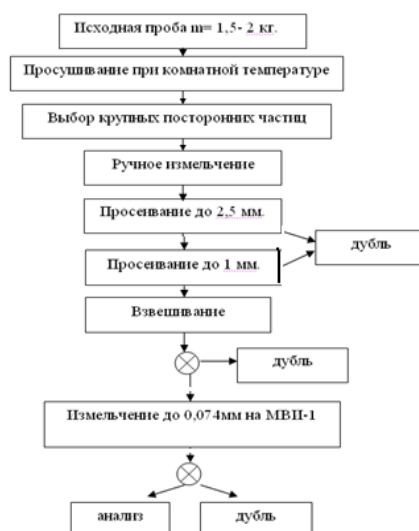 Исходная проба m= 1,5- 2 кг.
Просушивание при комнатной температуре
Выбор крупных посторонних частиц
Ручное измельчение
Просеивание до 2,5 мм.
дубль
Просеивание до 1 мм.
Взвешивание
дубль
Измельчение до 0,074мм на МВП-1
анализ
дубль